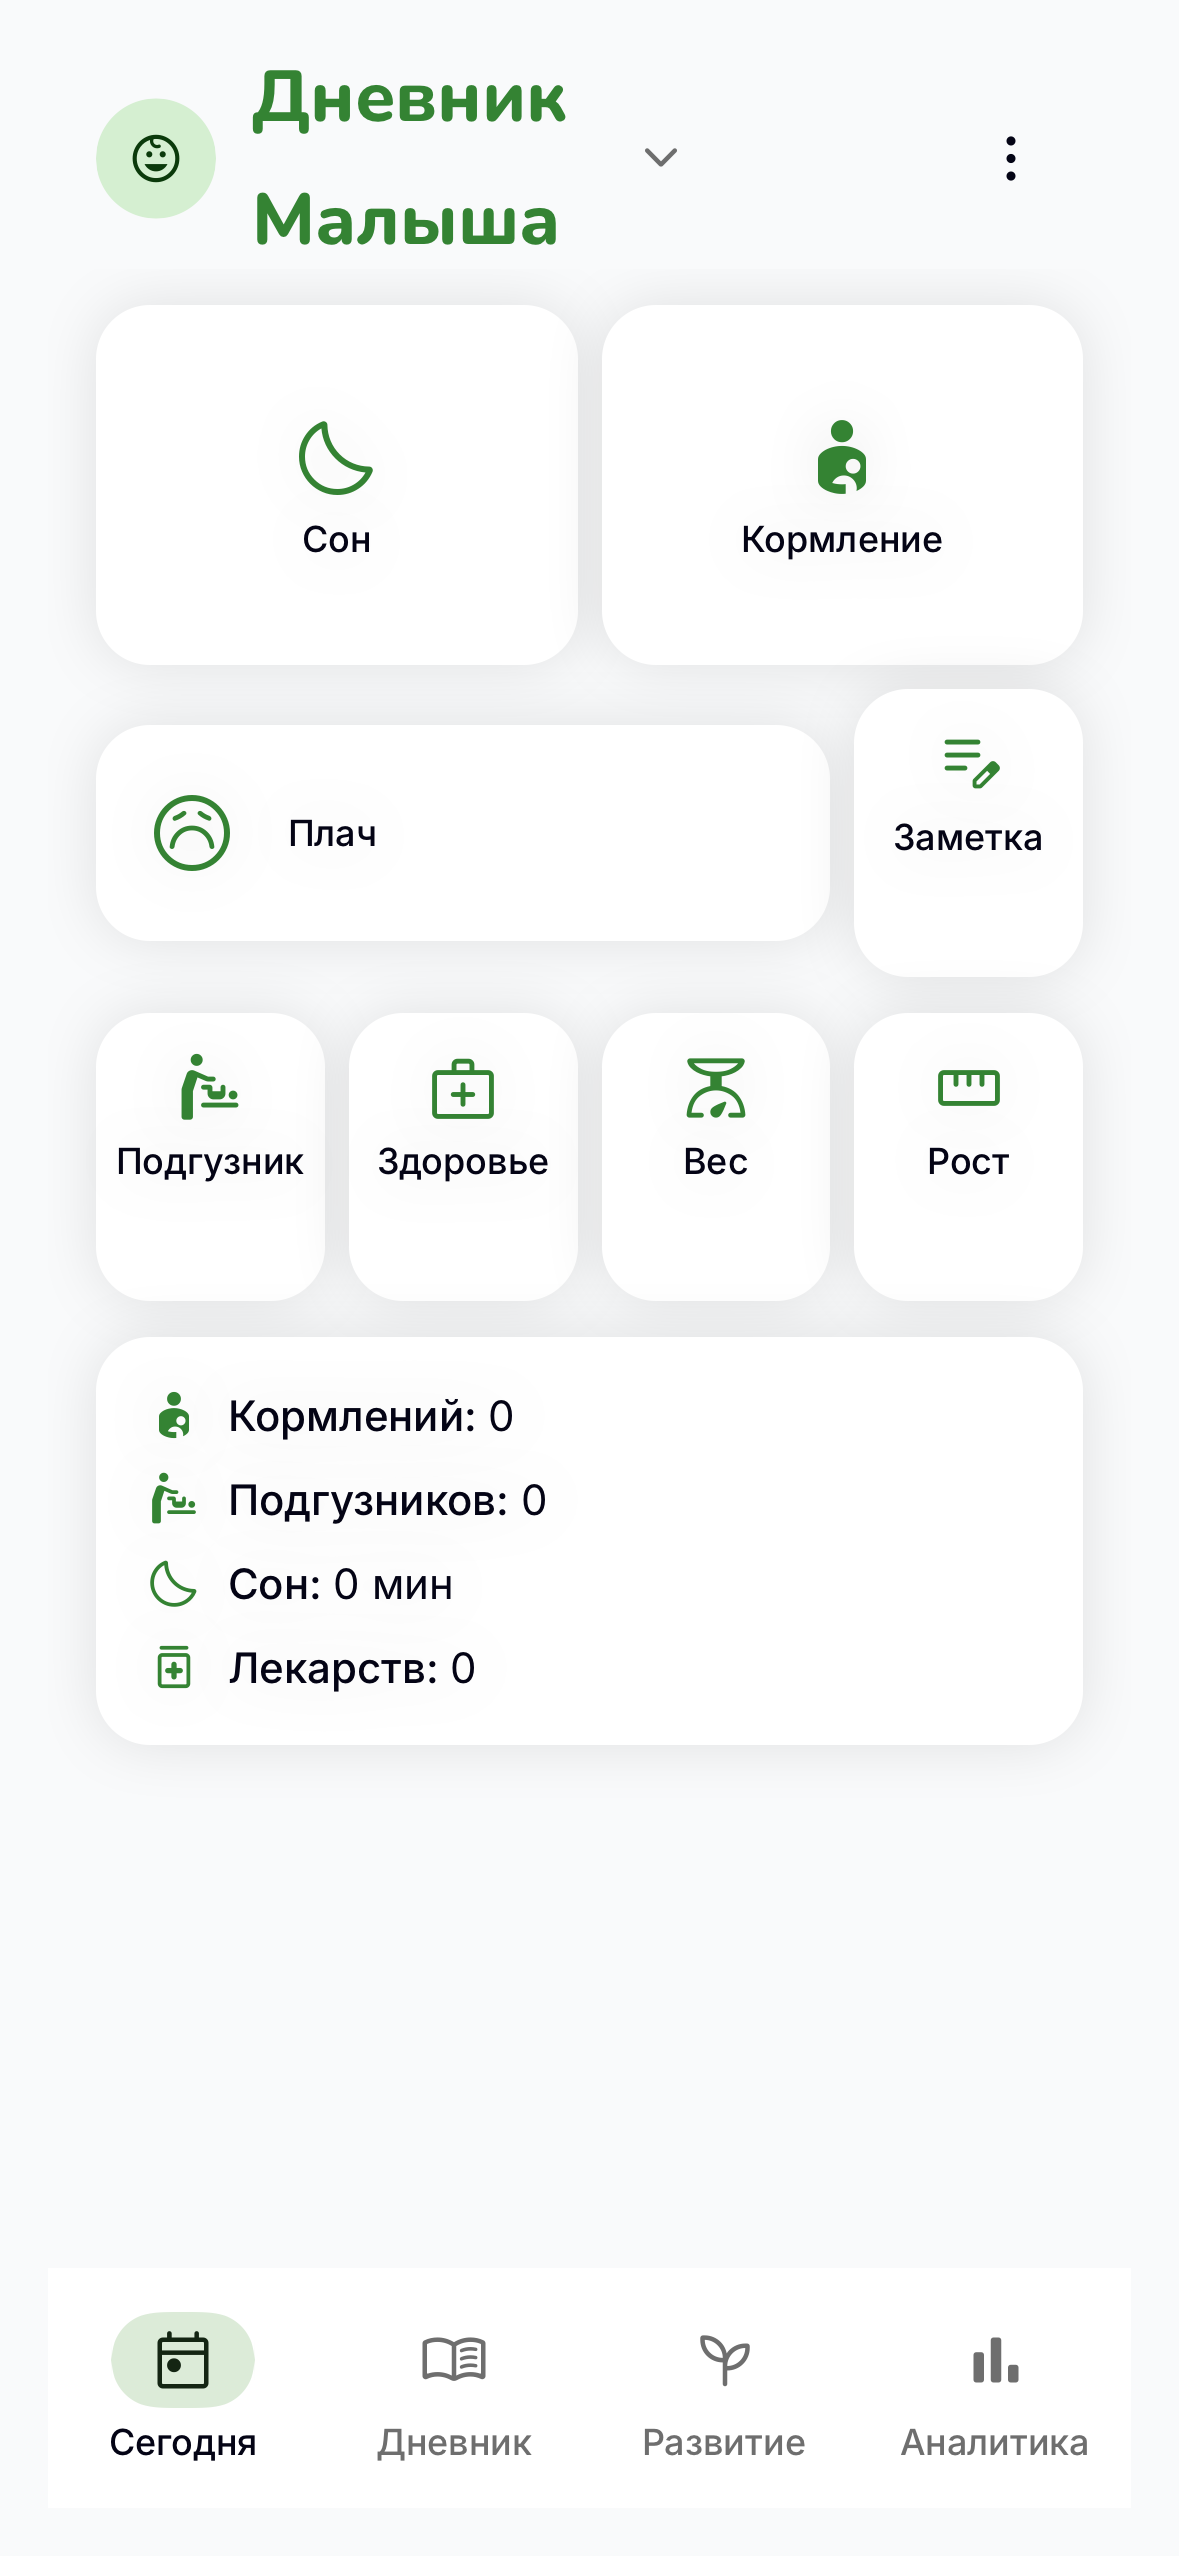 Дневник
Малыша
Сон
Кормление
Плач
Заметка
Подгузник
Здоровье
Вес
Рост
Кормлений: 0
Подгузников: 0
Сон: 0 мин
Лекарств: 0
Сегодня
Дневник
Развитие
Аналитика